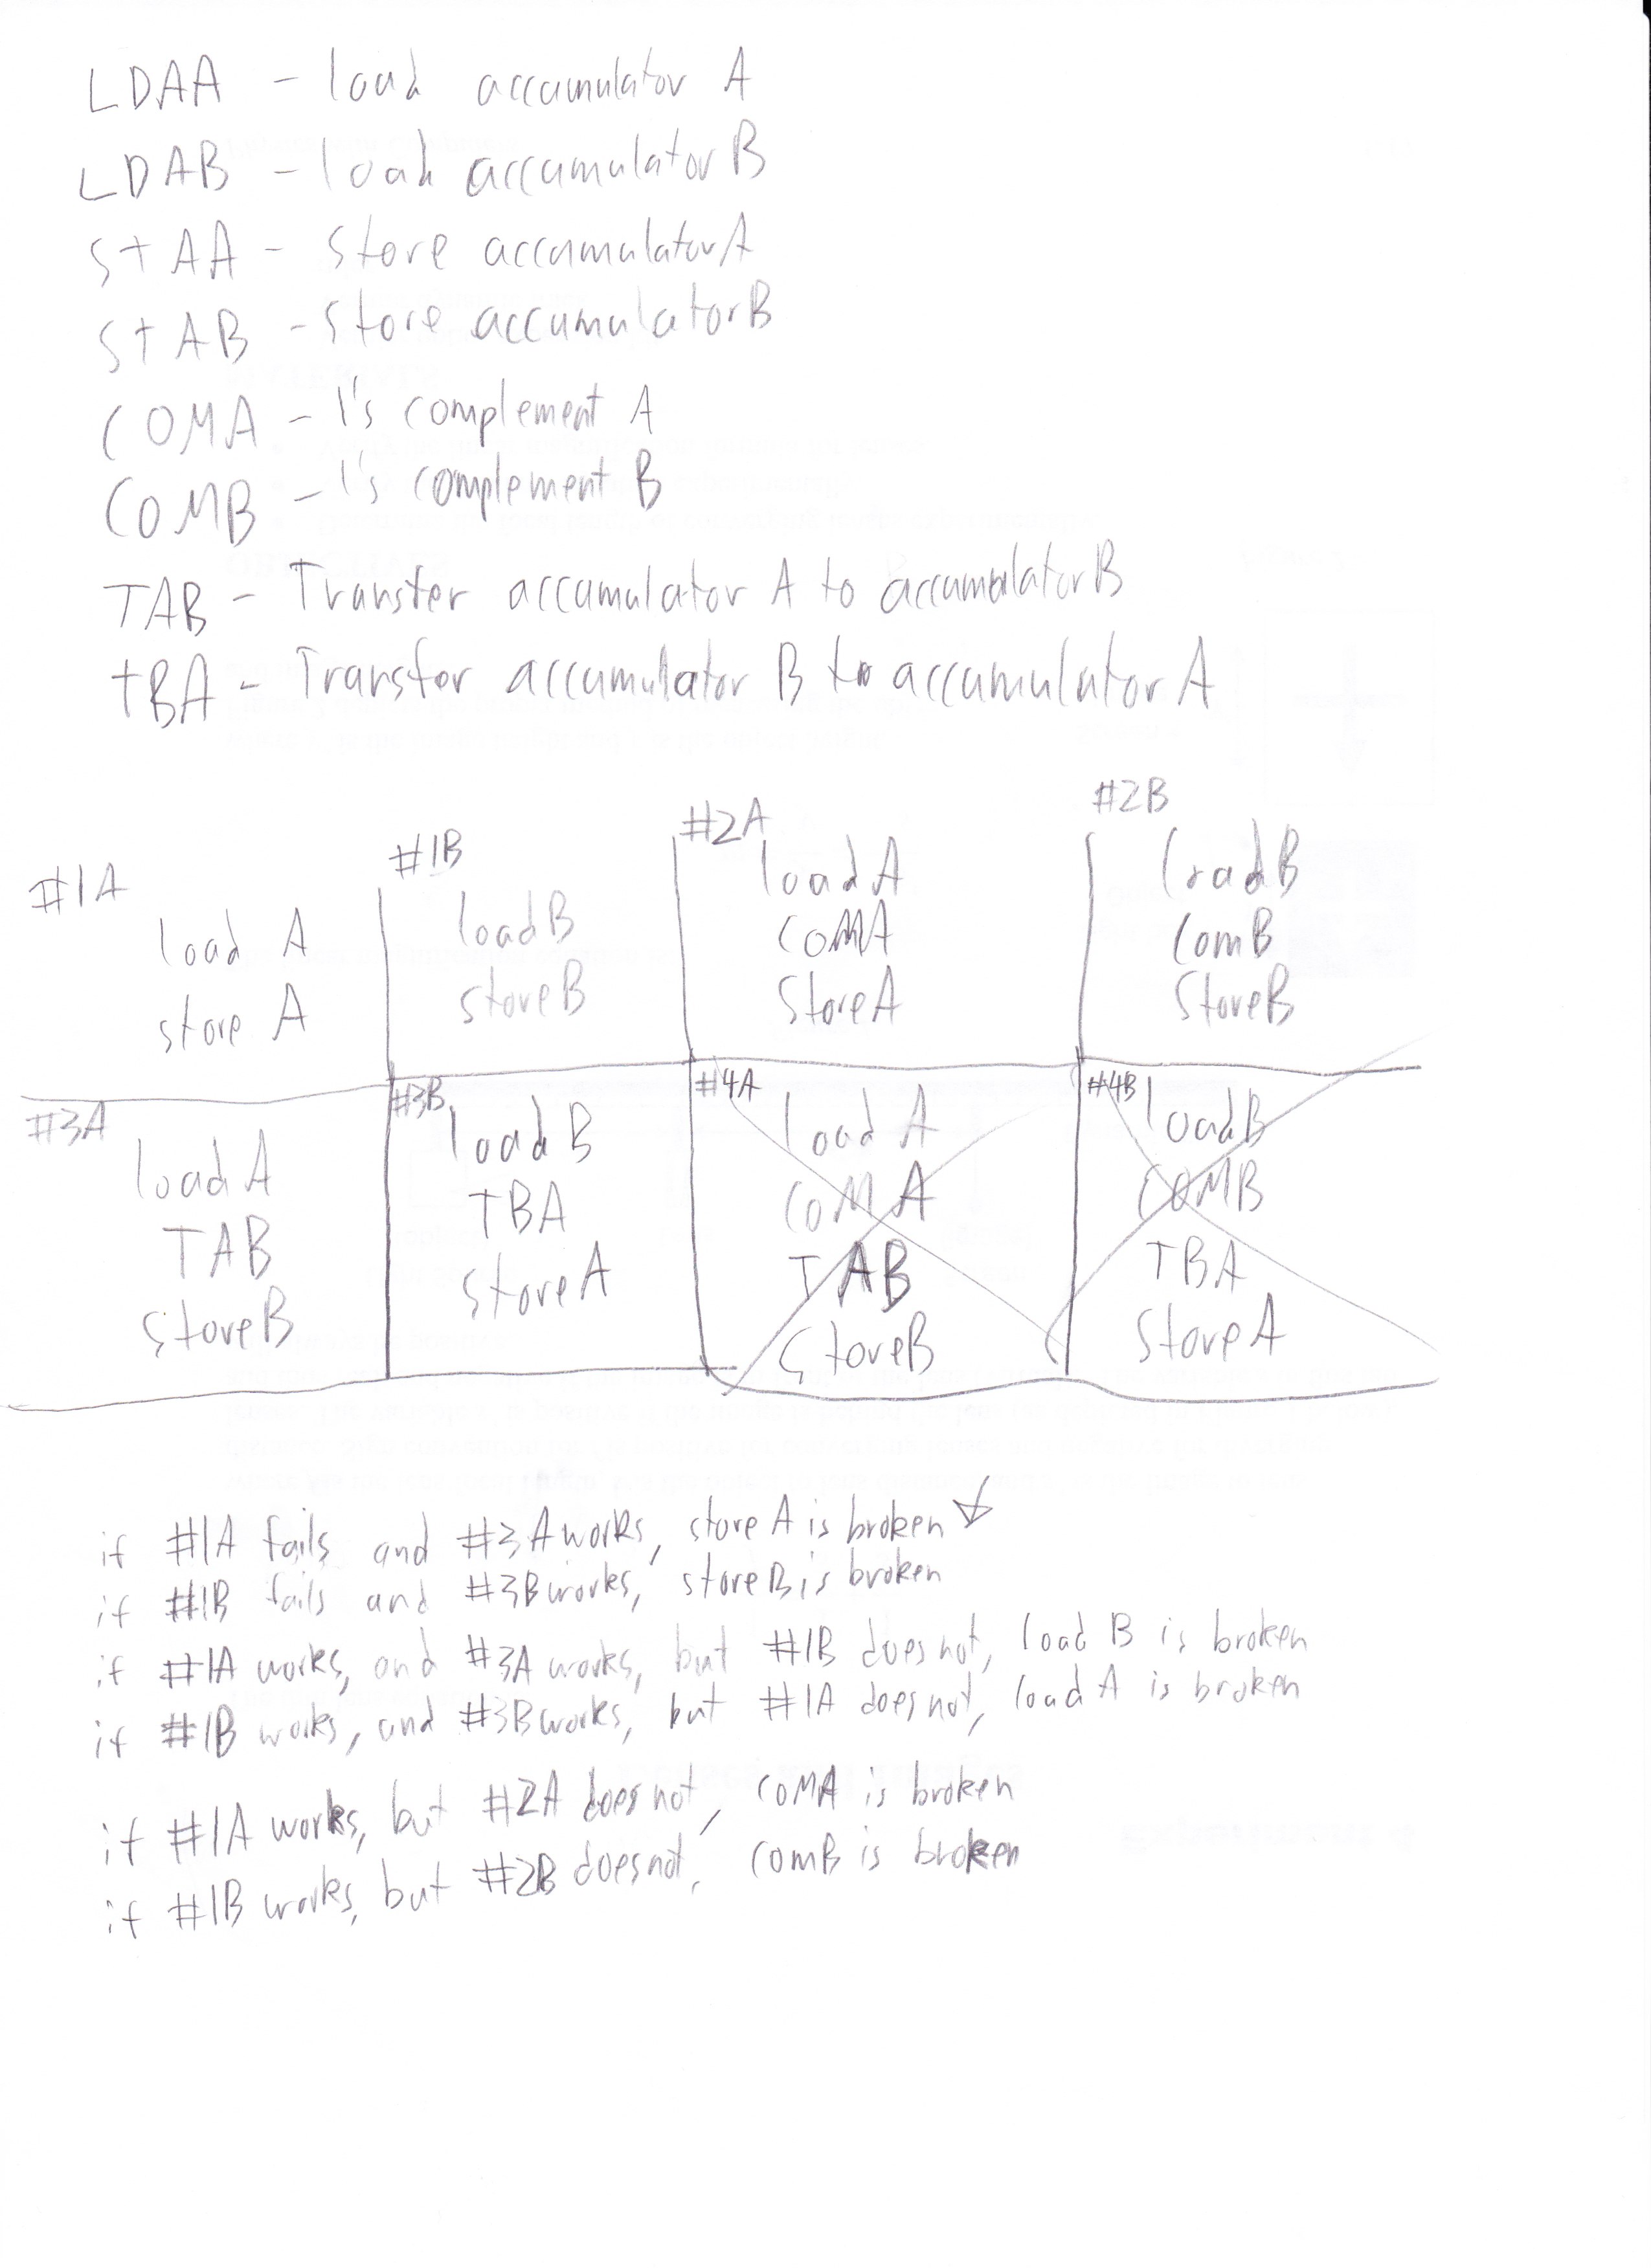 LDAA - load accumulator A
LDAB - load accumulator B
STAA - Store accumulator A
STAB - Store accumulator B
COMA - 1's complement A
COMB - 1's complement B
TAB - Transfer accumulator A to accumulator B
TBA - Transfer accumulator B to accumulator A
#1A
load A
store A
#1B
load B
store B
#2A
load A
COMA
Store A
#2B
load B
ComB
Store B
#3A
load A
TAB
Store B
#3B
load B
TBA
Store A
#4A
load A
COMA
TAB
Store B
#4B
load B
COMB
TBA
Store A
if #1A fails and #3A works, store A is broken
if #1B fails and #3B works, store B is broken
if #1A works, and #3A works, but #1B does not, load B is broken
if #1B works, and #3B works, but #1A does not, load A is broken
if #1A works, but #2A does not, COMA is broken
if #1B works, but #2B does not, comB is broken